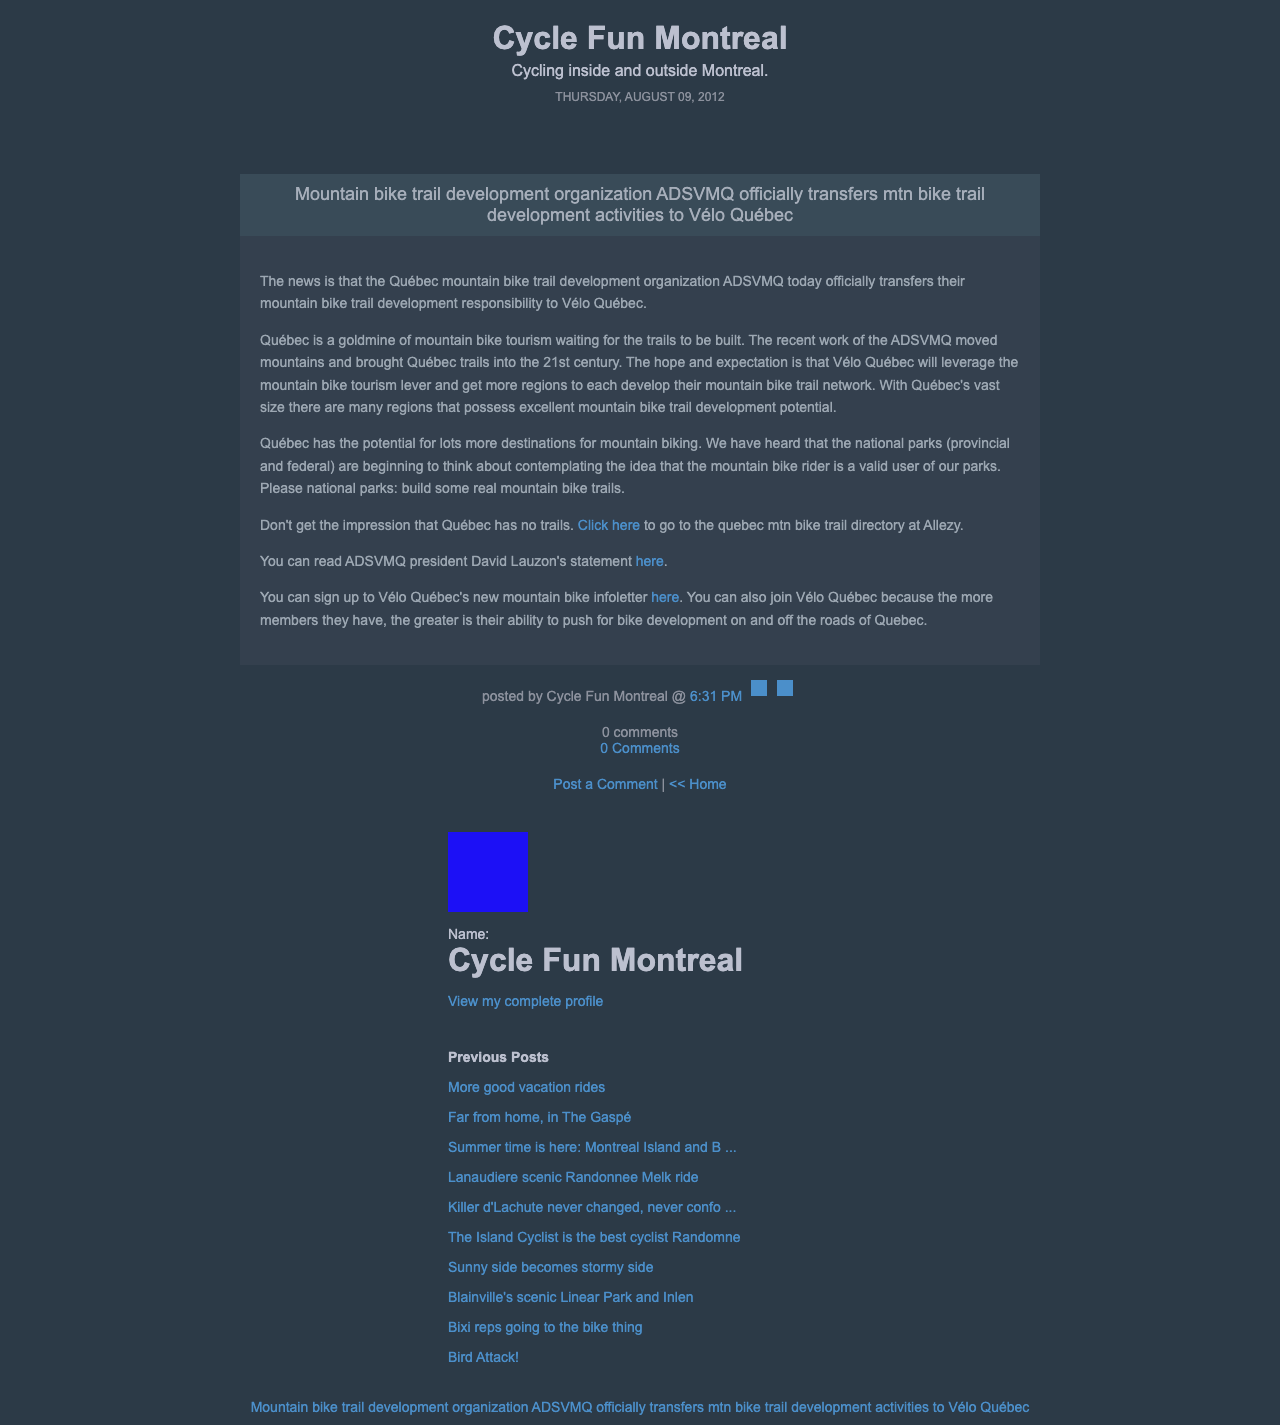 Cycle Fun Montreal
Cycling inside and outside Montreal.
THURSDAY, AUGUST 09, 2012
Mountain bike trail development organization ADSVMQ officially transfers mtn bike trail
development activities to Vélo Québec
The news is that the Québec mountain bike trail development organization ADSVMQ today officially transfers their
mountain bike trail development responsibility to Vélo Québec.
Québec is a goldmine of mountain bike tourism waiting for the trails to be built. The recent work of the ADSVMQ moved
mountains and brought Québec trails into the 21st century. The hope and expectation is that Vélo Québec will leverage the
mountain bike tourism lever and get more regions to each develop their mountain bike trail network. With Québec's vast
size there are many regions that possess excellent mountain bike trail development potential.
Québec has the potential for lots more destinations for mountain biking. We have heard that the national parks (provincial
and federal) are beginning to think about contemplating the idea that the mountain bike rider is a valid user of our parks.
Please national parks: build some real mountain bike trails.
Don't get the impression that Québec has no trails. Click here to go to the quebec mtn bike trail directory at Allezy.
You can read ADSVMQ president David Lauzon's statement here.
You can sign up to Vélo Québec's new mountain bike infoletter here. You can also join Vélo Québec because the more
members they have, the greater is their ability to push for bike development on and off the roads of Quebec.
posted by Cycle Fun Montreal @ 6:31 PM
0 comments
0 Comments
Post a Comment | << Home
Name:
Cycle Fun Montreal
View my complete profile
Previous Posts
More good vacation rides
Far from home, in The Gaspé
Summer time is here: Montreal Island and B ...
Lanaudiere scenic Randonnee Melk ride
Killer d'Lachute never changed, never confo ...
The Island Cyclist is the best cyclist Randomne
Sunny side becomes stormy side
Blainville's scenic Linear Park and Inlen
Bixi reps going to the bike thing
Bird Attack!
Mountain bike trail development organization ADSVMQ officially transfers mtn bike trail development activities to Vélo Québec